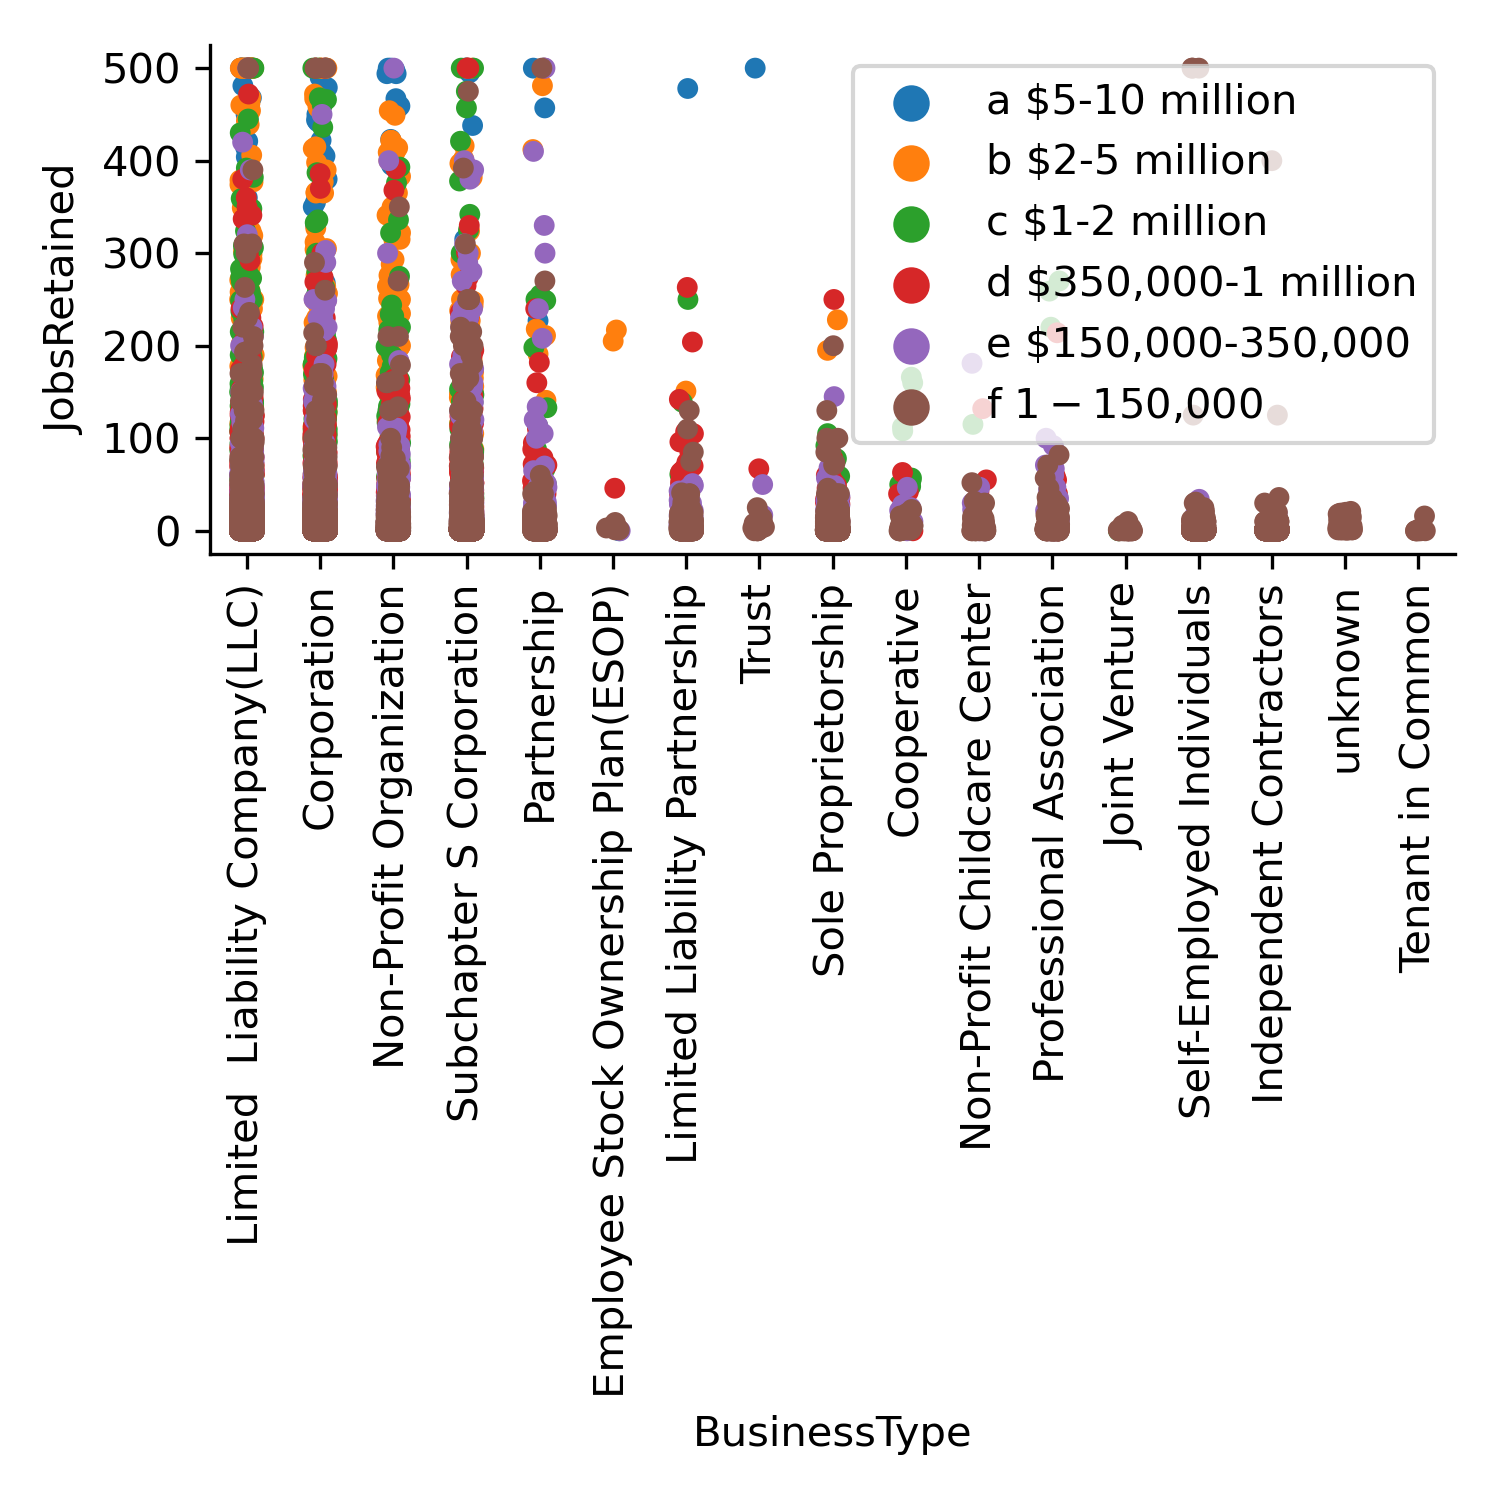 JobsRetained
500
400
300
200
100
0
a $5-10 million
b $2-5 million
c $1-2 million
d $350,000-1 million
e $150,000-350,000
f 1 − 150,000
Limited  Liability Company(LLC)
Corporation
Non-Profit Organization
Subchapter S Corporation
Partnership
Employee Stock Ownership Plan(ESOP)
Limited Liability Partnership
Trust
Sole Proprietorship
Cooperative
Non-Profit Childcare Center
Professional Association
Joint Venture
Self-Employed Individuals
Independent Contractors
unknown
Tenant in Common
BusinessType